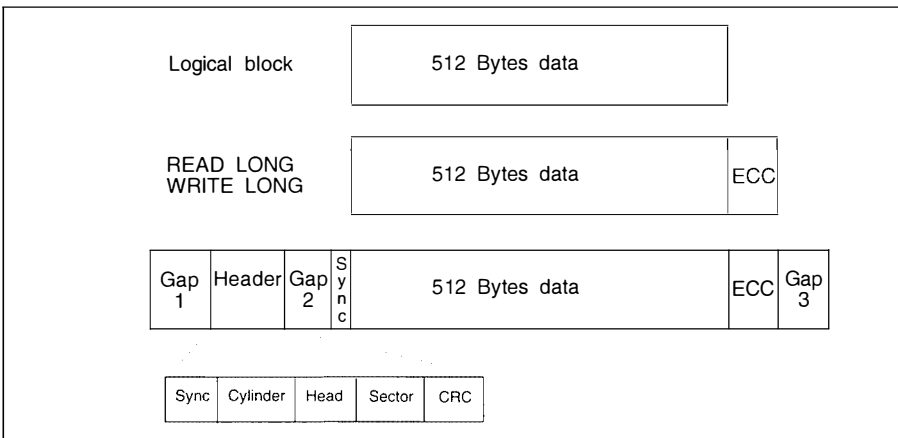 Logical block
512 Bytes data
READ LONG
WRITE LONG
512 Bytes data
ECC
Gap
1
Header
Gap
2
Sync
512 Bytes data
ECC
Gap
3
Sync
Cylinder
Head
Sector
CRC